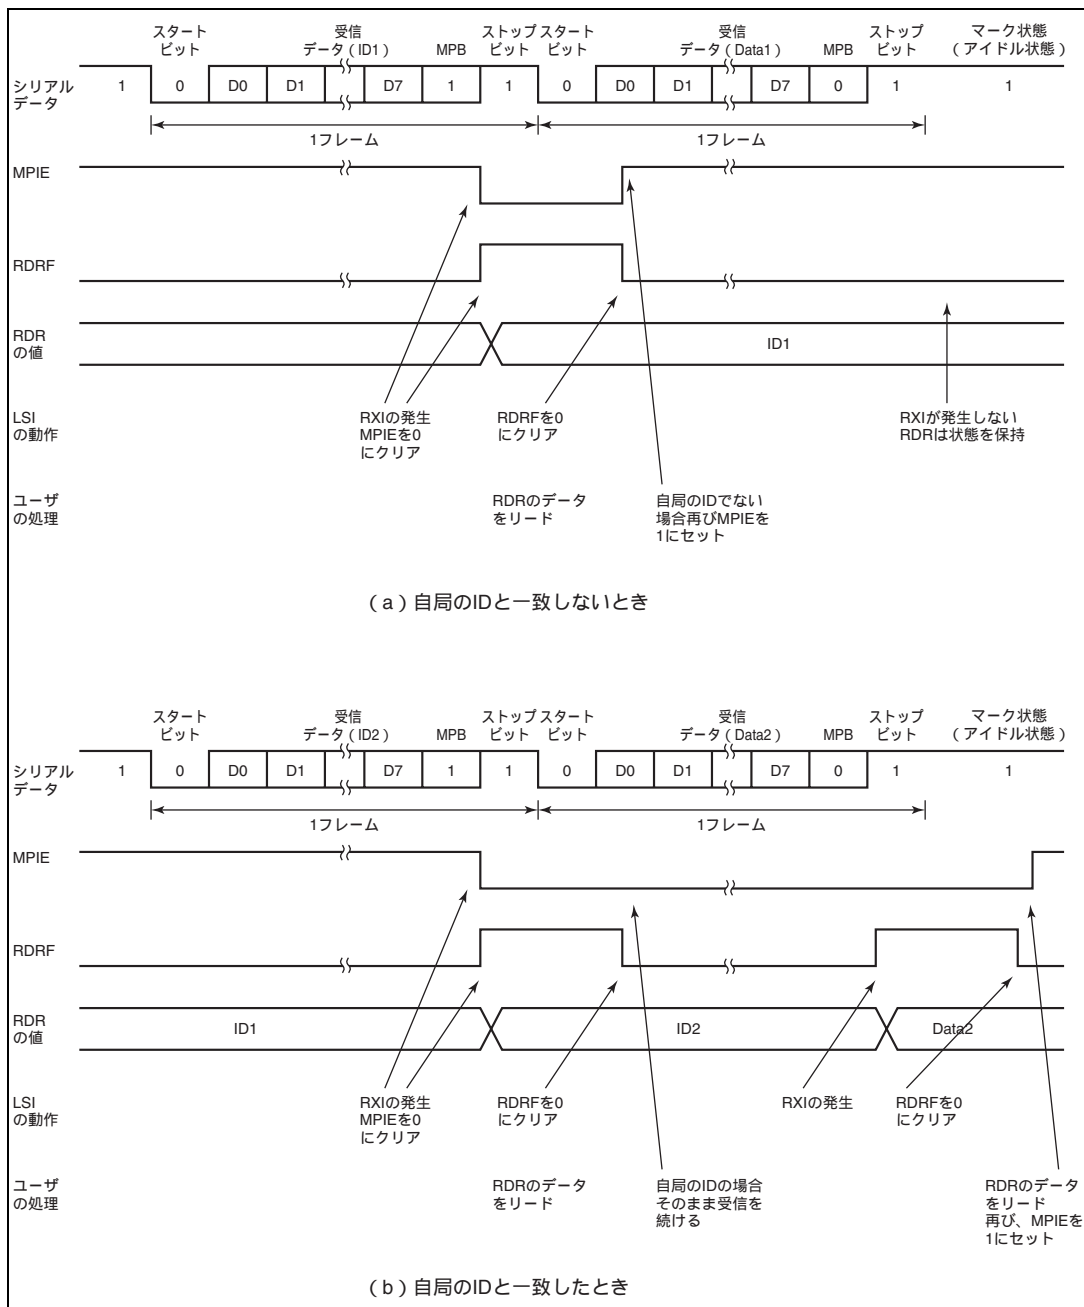 スタート 受信 ストップ スタート 受信 ストップ マーク状態
ビット データ（ID1） MPB ビット ビット データ（Data1） MPB ビット （アイドル状態）
シリアル
データ
1 0 D0 D1 D7 1 1 0 D0 D1 D7 0 1 1
1フレーム 1フレーム
MPIE
RDRF
RDR
の値
ID1
LSI
の動作
RXIの発生
MPIEを0
にクリア
RDRFを0
にクリア
RXIが発生しない
RDRは状態を保持
ユーザ
の処理
RDRのデータ
をリード
自局のIDでない
場合再びMPIEを
1にセット
（a）自局のIDと一致しないとき
スタート 受信 ストップ スタート 受信 ストップ マーク状態
ビット データ（ID2） MPB ビット ビット データ（Data2） MPB ビット （アイドル状態）
シリアル
データ
1 0 D0 D1 D7 1 1 0 D0 D1 D7 0 1 1
1フレーム 1フレーム
MPIE
RDRF
RDR
の値
ID1 ID2 Data2
LSI
の動作
RXIの発生
MPIEを0
にクリア
RDRFを0
にクリア
RXIの発生
RDRFを0
にクリア
ユーザ
の処理
RDRのデータ
をリード
自局のIDの場合
そのまま受信を
続ける
RDRのデータ
をリード
再び、MPIEを
1にセット
（b）自局のIDと一致したとき